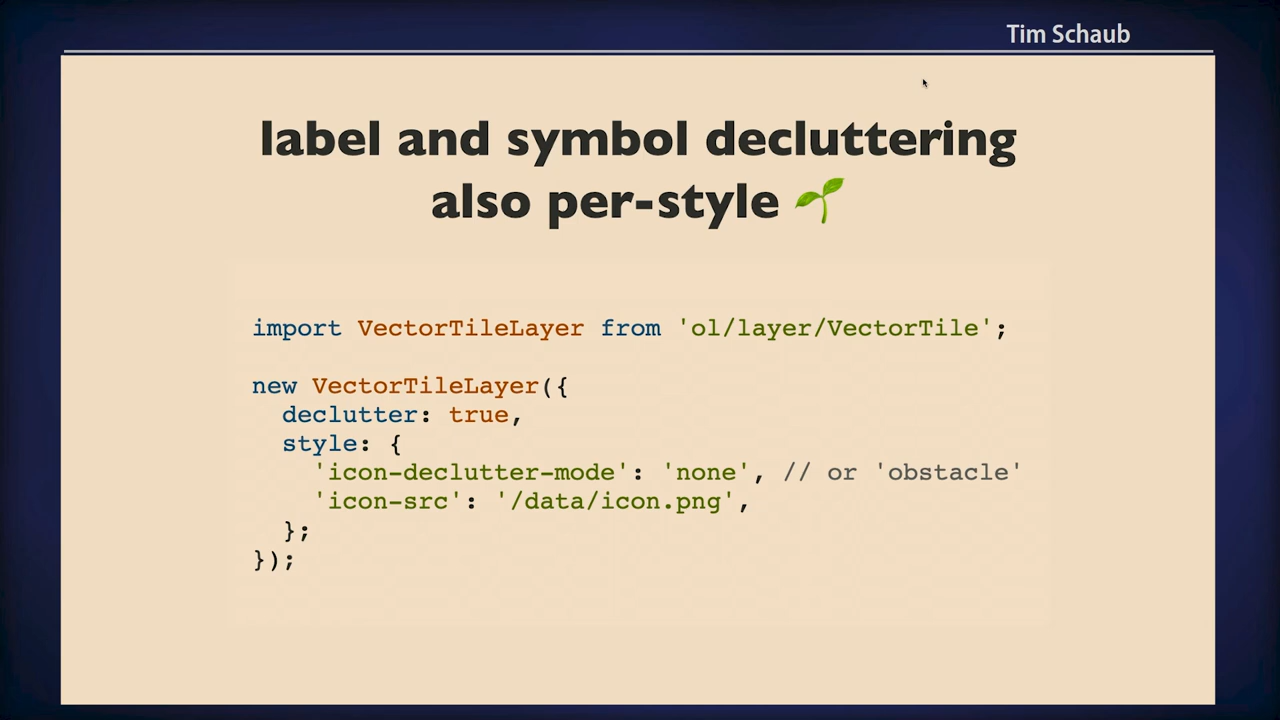 Tim Schaub
label and symbol decluttering
also per-style 🌱
import VectorTileLayer from 'ol/layer/VectorTile';
new VectorTileLayer({
  declutter: true,
  style: {
    'icon-declutter-mode': 'none', // or 'obstacle'
    'icon-src': '/data/icon.png',
  };
});